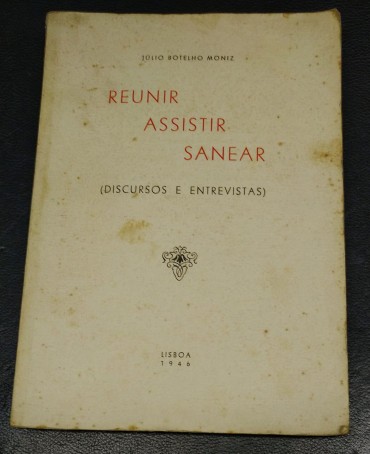 JÚLIO BOTELHO MONIZ
REUNIR
ASSISTIR
SANEAR
(DISCURSOS E ENTREVISTAS)
LISBOA
1946